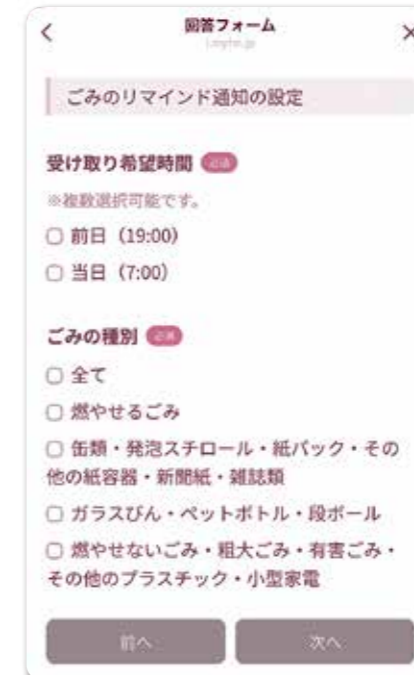 回答フォーム
ごみのリマインド通知の設定
受け取り希望時間 必須
※複数選択可能です。
前日（19:00）
当日（7:00）
ごみの種別 必須
全て
燃やせるごみ
缶類・発泡スチロール・紙パック・その
他の紙容器・新聞紙・雑誌類
ガラスびん・ペットボトル・段ボール
燃やせないごみ・粗大ごみ・有害ごみ・
その他のプラスチック・小型家電
前へ 次へ